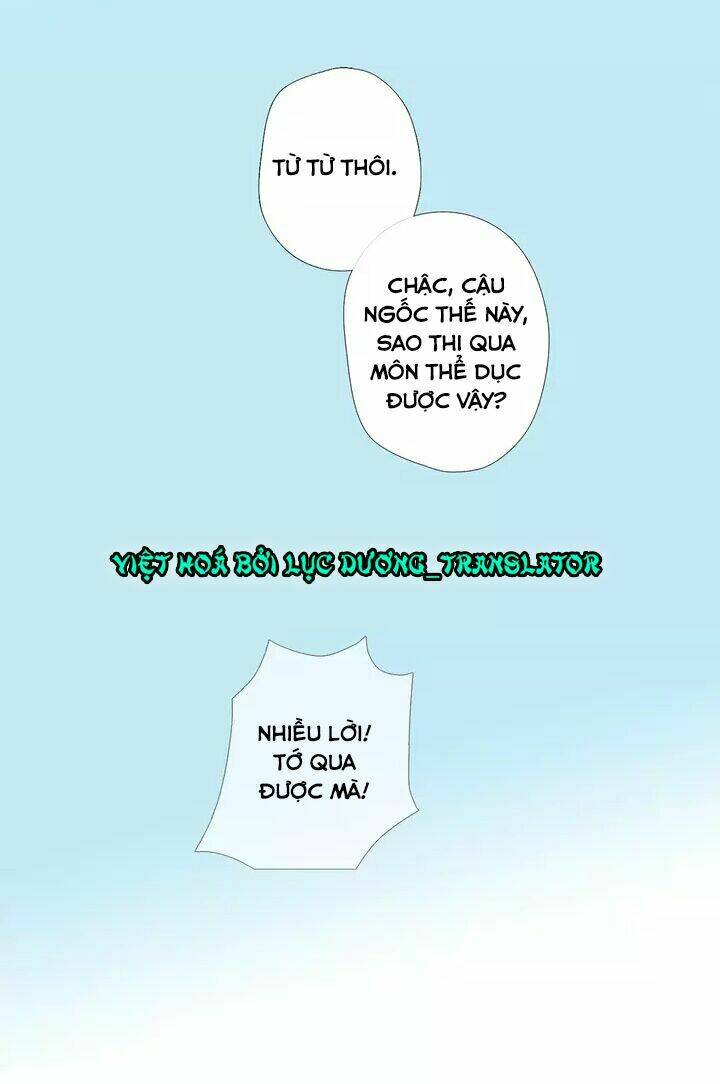 TỪ TỪ THÔI.
CHẬC, CẬU
NGỐC THẾ NÀY,
SAO THI QUA
MÔN THỂ DỤC
ĐƯỢC VẬY?
VIỆT HOÁ BỞI LỤC DƯƠNG_TRANSLATOR
NHIỀU LỜI!
TỚ QUA
ĐƯỢC MÀ!